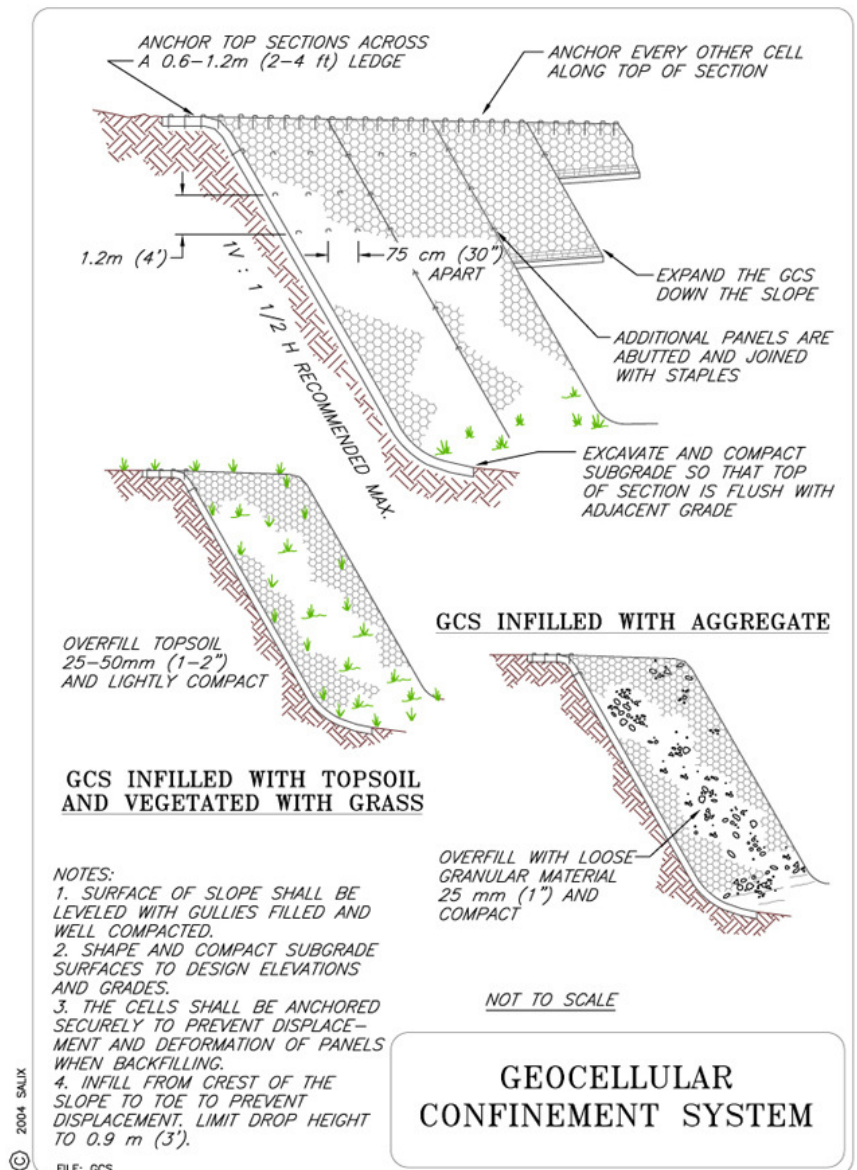 ANCHOR TOP SECTIONS ACROSS
A 0.6-1.2m (2-4 ft) LEDGE
ANCHOR EVERY OTHER CELL
ALONG TOP OF SECTION
1.2m (4')
75 cm (30")
APART
1V : 1 1/2 H RECOMMENDED MAX.
EXPAND THE GCS
DOWN THE SLOPE
ADDITIONAL PANELS ARE
ABUTTED AND JOINED
WITH STAPLES
EXCAVATE AND COMPACT
SUBGRADE SO THAT TOP
OF SECTION IS FLUSH WITH
ADJACENT GRADE
OVERFILL TOPSOIL
25-50mm (1-2")
AND LIGHTLY COMPACT
GCS INFILLED WITH TOPSOIL
AND VEGETATED WITH GRASS
GCS INFILLED WITH AGGREGATE
OVERFILL WITH LOOSE
GRANULAR MATERIAL
25 mm (1") AND
COMPACT
NOTES:
1. SURFACE OF SLOPE SHALL BE
LEVELED WITH GULLIES FILLED AND
WELL COMPACTED.
2. SHAPE AND COMPACT SUBGRADE
SURFACES TO DESIGN ELEVATIONS
AND GRADES.
3. THE CELLS SHALL BE ANCHORED
SECURELY TO PREVENT DISPLACE-
MENT AND DEFORMATION OF PANELS
WHEN BACKFILLING.
4. INFILL FROM CREST OF THE
SLOPE TO TOE TO PREVENT
DISPLACEMENT. LIMIT DROP HEIGHT
TO 0.9 m (3').
NOT TO SCALE
GEOCELLULAR
CONFINEMENT SYSTEM
© 2004 SALIX
FILE: GCS